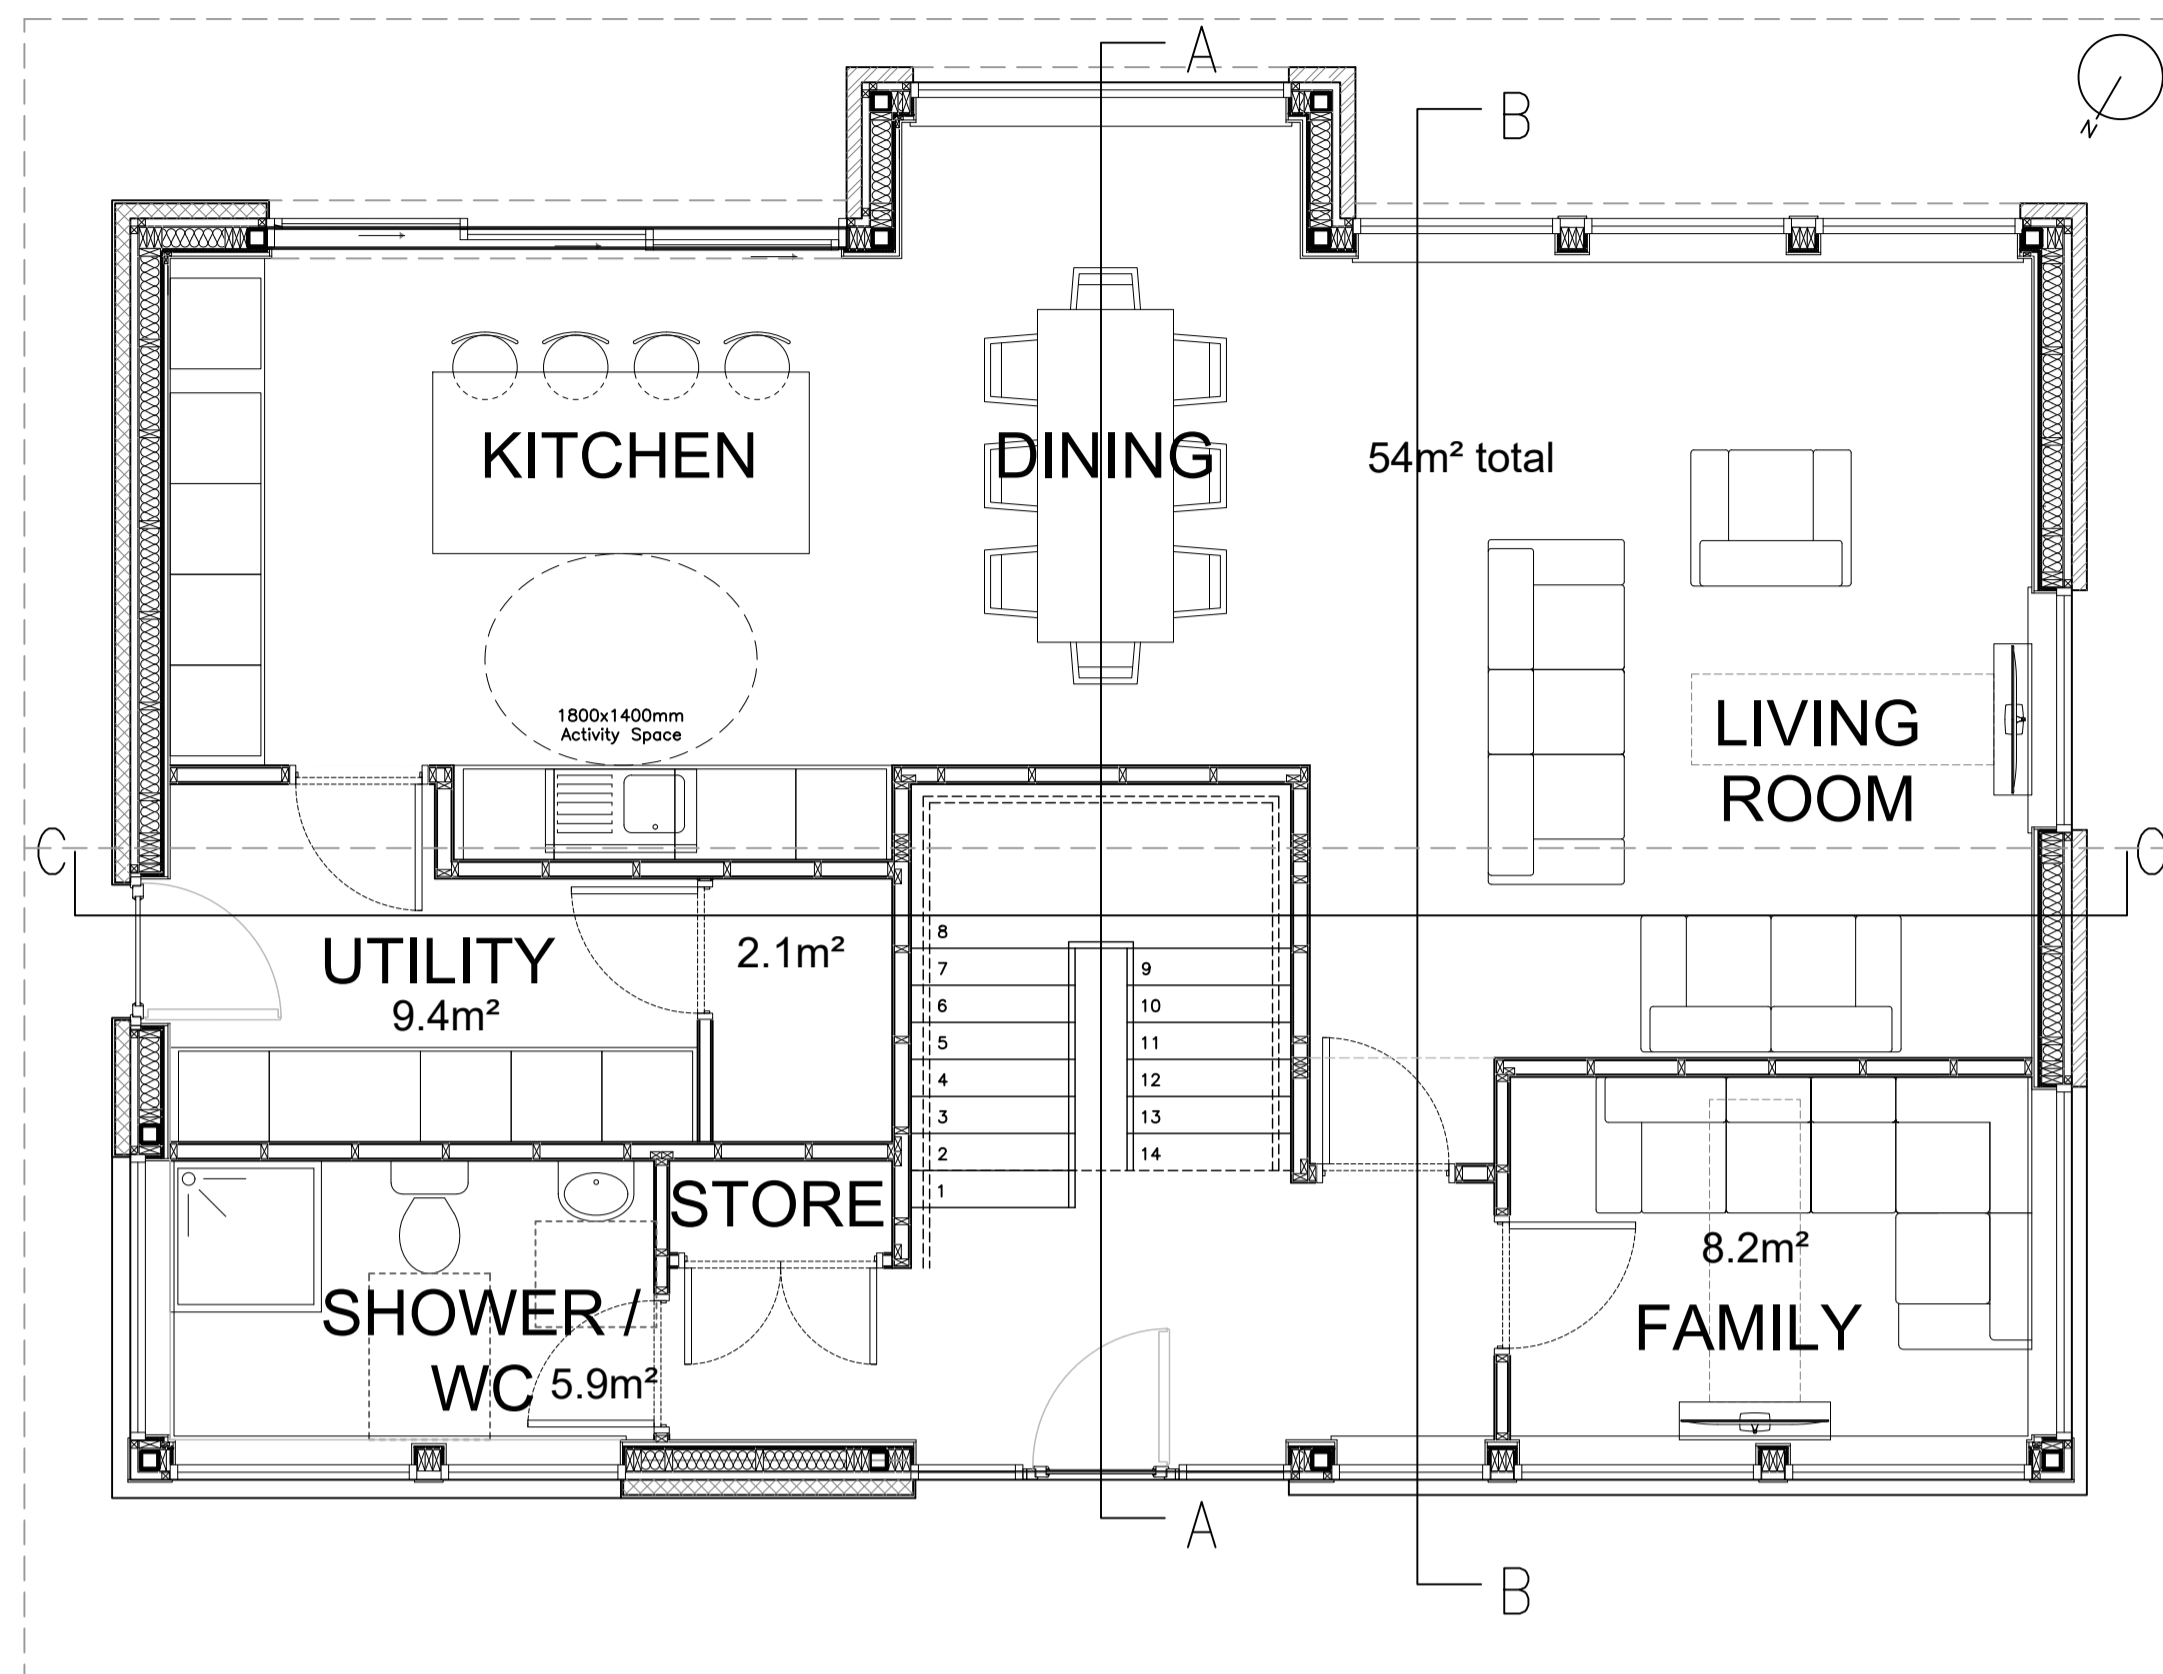 A
B
N
KITCHEN
DINING
54m² total
1800x1400mm
Activity Space
LIVING
ROOM
C
C
UTILITY
9.4m²
2.1m²
8
7
6
5
4
3
2
1
9
10
11
12
13
14
STORE
SHOWER /
WC 5.9m²
8.2m²
FAMILY
A
B